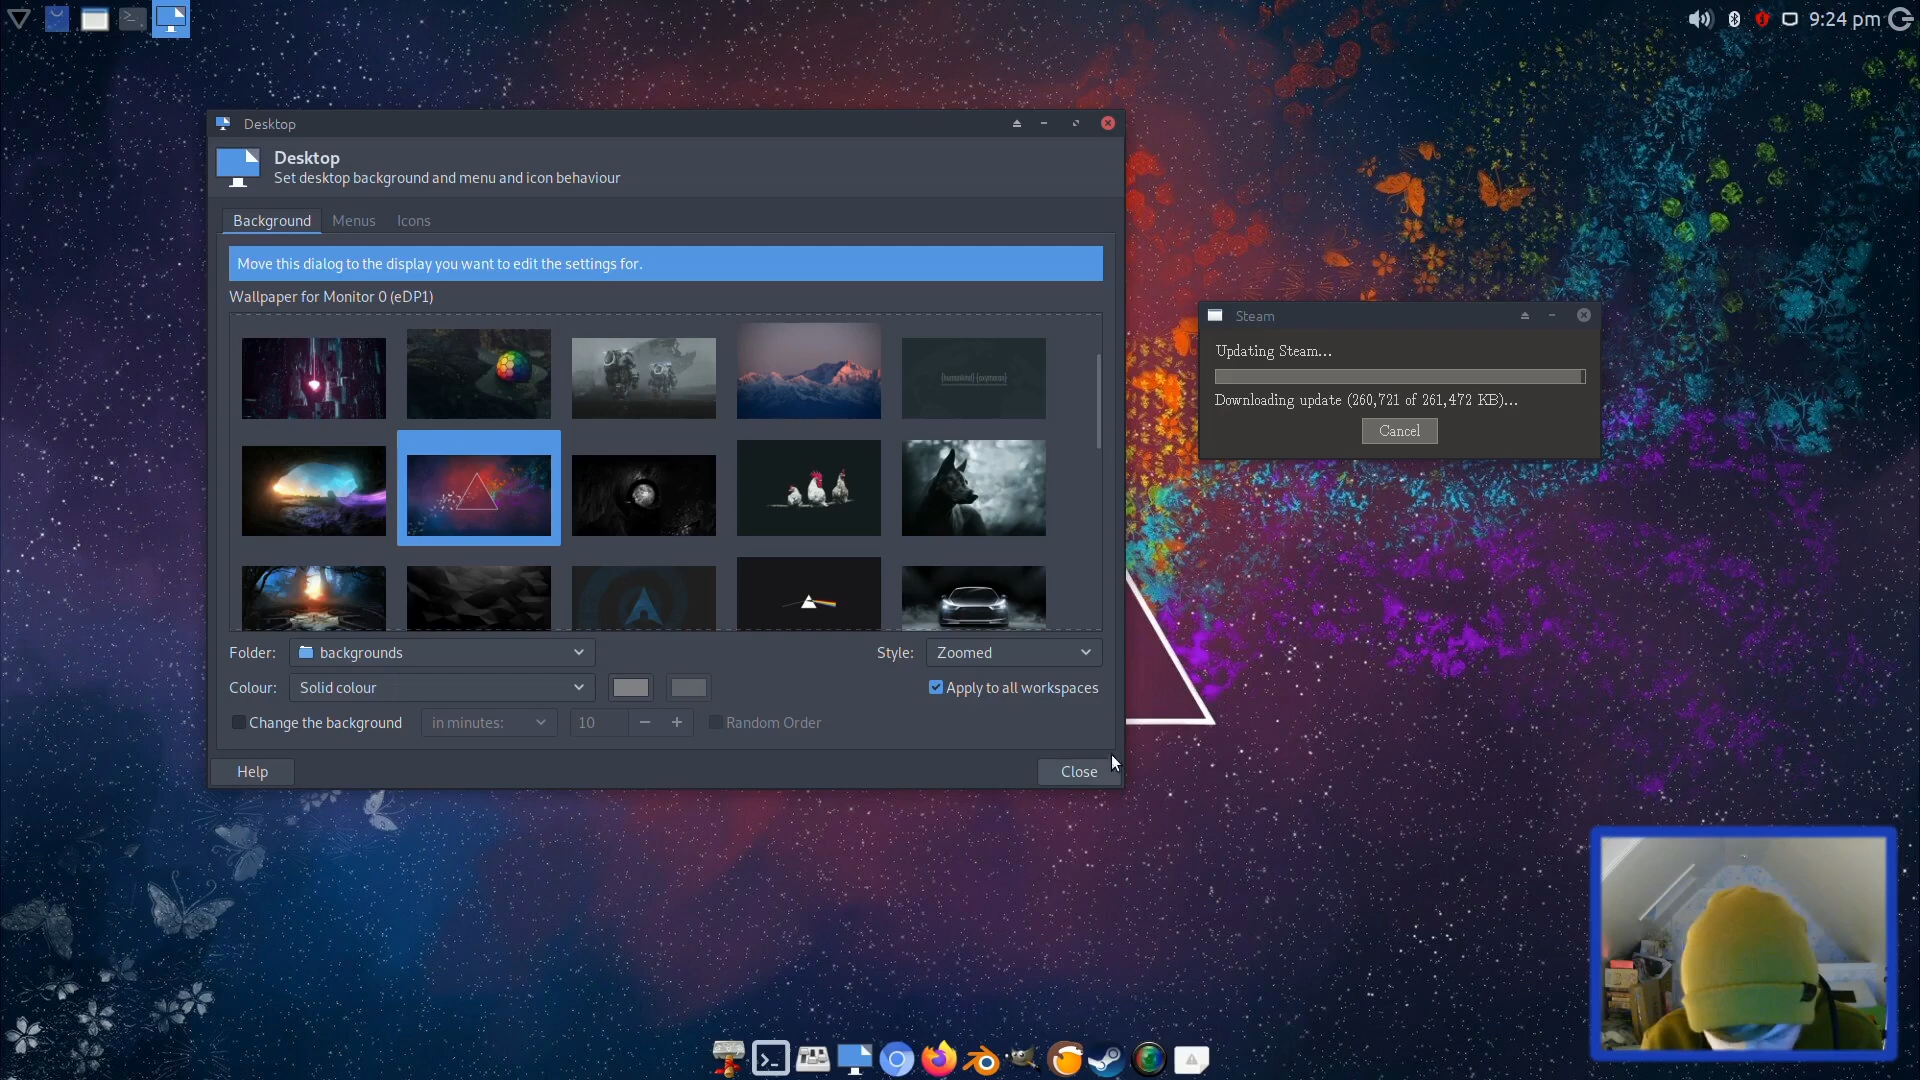 9:24 pm
Desktop
Desktop
Set desktop background and menu and icon behaviour
Background Menus Icons
Move this dialog to the display you want to edit the settings for.
Wallpaper for Monitor 0 (eDP1)
Folder: backgrounds Style: Zoomed
Colour: Solid colour Apply to all workspaces
Change the background in minutes: 10 Random Order
Help Close
Steam
Updating Steam...
Downloading update (260,721 of 261,472 KB)...
Cancel